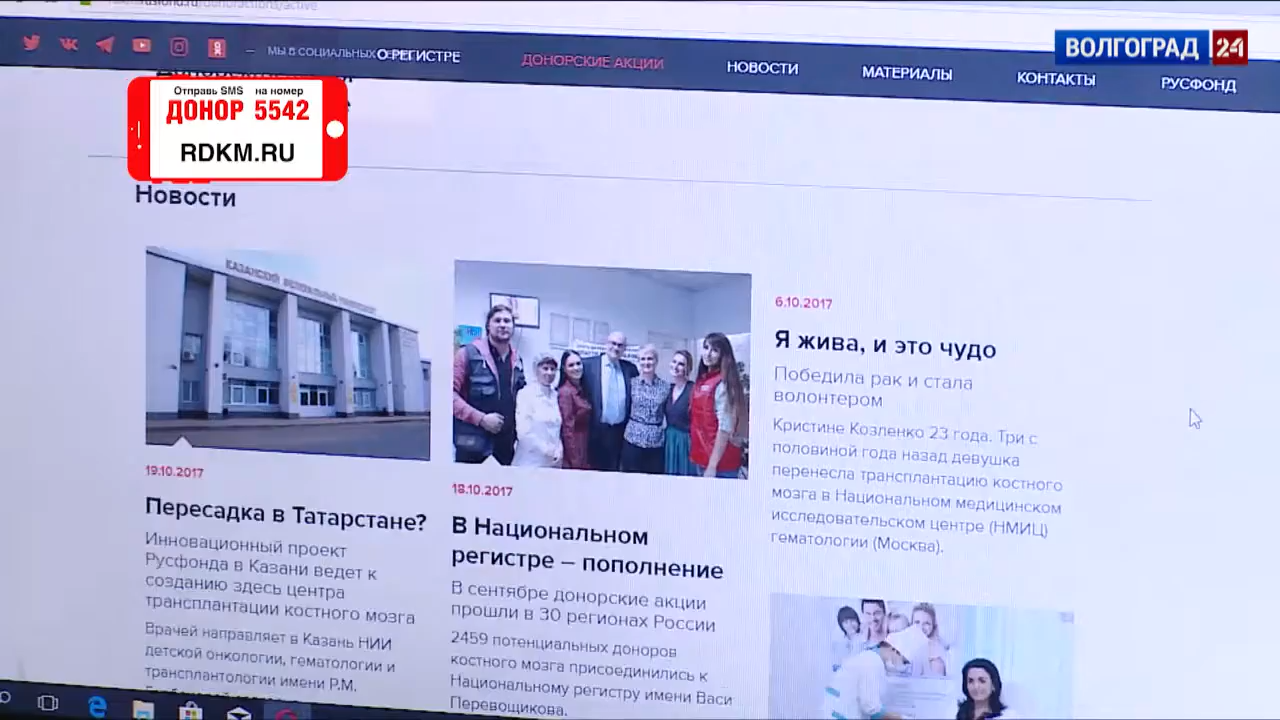 МЫ В СОЦИАЛЬНЫХ
О РЕГИСТРЕ
ДОНОРСКИЕ АКЦИИ
НОВОСТИ
МАТЕРИАЛЫ
КОНТАКТЫ
РУСФОНД
ВОЛГОГРАД 24
Отправь SMS на номер
ДОНОР 5542
RDKM.RU
Новости
КАЗАНСКИЙ
19.10.2017
Пересадка в Татарстане?
Инновационный проект
Русфонда в Казани ведет к
созданию здесь центра
трансплантации костного мозга
Врачей направляет в Казань НИИ
детской онкологии, гематологии и
трансплантологии имени Р.М.
18.10.2017
В Национальном
регистре – пополнение
В сентябре донорские акции
прошли в 30 регионах России
2459 потенциальных доноров
костного мозга присоединились к
Национальному регистру имени Васи
Перевощикова.
6.10.2017
Я жива, и это чудо
Победила рак и стала
волонтером
Кристине Козленко 23 года. Три с
половиной года назад девушка
перенесла трансплантацию костного
мозга в Национальном медицинском
исследовательском центре (НМИЦ)
гематологии (Москва).